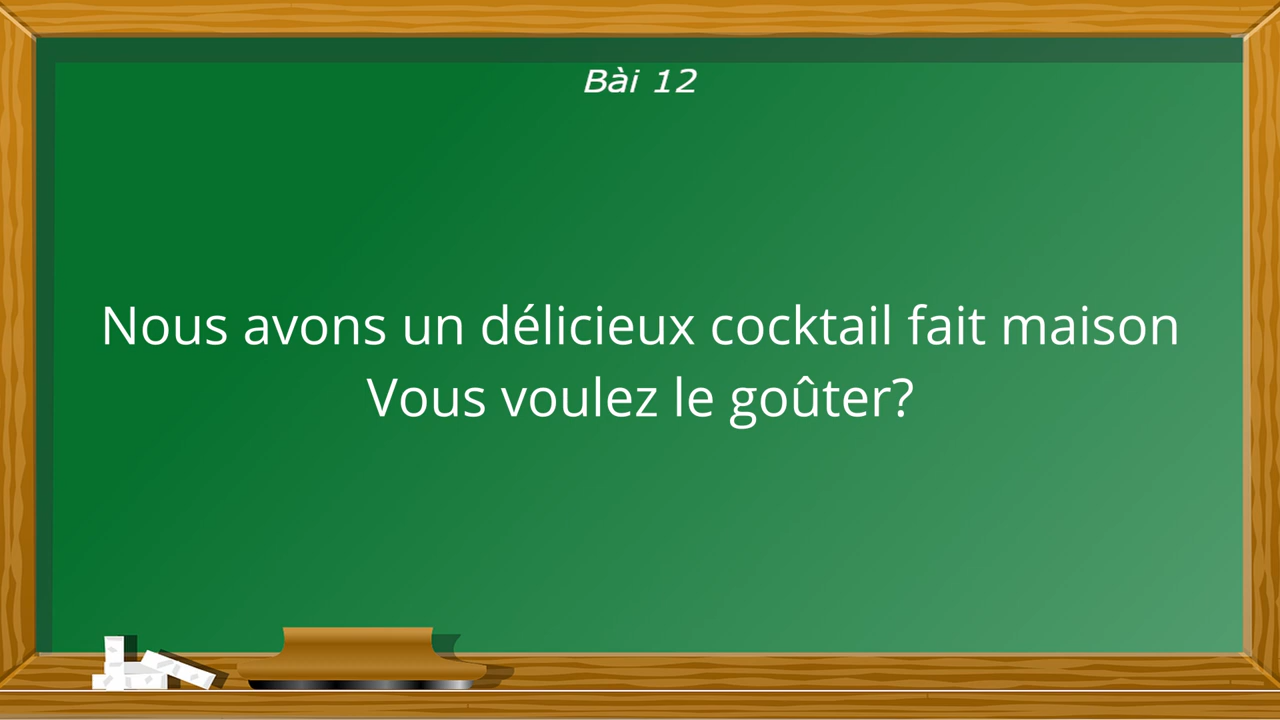 Bài 12
Nous avons un délicieux cocktail fait maison
Vous voulez le goûter?